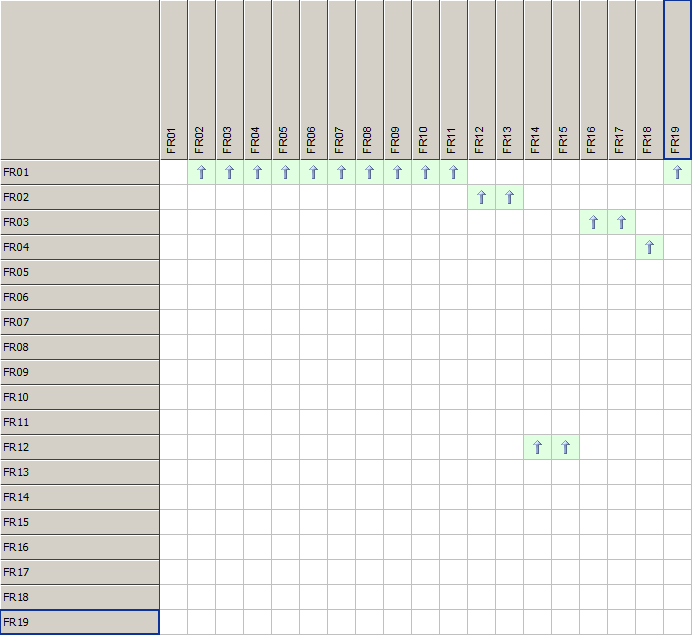 FR01
FR02
FR03
FR04
FR05
FR06
FR07
FR08
FR09
FR10
FR11
FR12
FR13
FR14
FR15
FR16
FR17
FR18
FR19
FR01
FR02
FR03
FR04
FR05
FR06
FR07
FR08
FR09
FR10
FR11
FR12
FR13
FR14
FR15
FR16
FR17
FR18
FR19